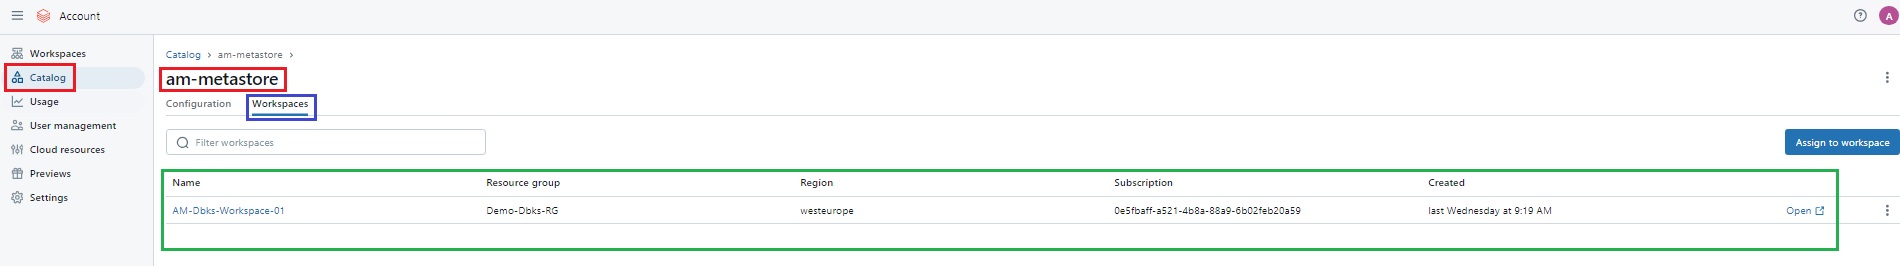 Account
?
A
Workspaces
Catalog
Usage
User management
Cloud resources
Previews
Settings
Catalog > am-metastore >
am-metastore
Configuration Workspaces
Filter workspaces
Assign to workspace
Name Resource group Region Subscription Created
AM-Dbks-Workspace-01 Demo-Dbks-RG westeurope 0e5fbaff-a521-4b8a-88a9-6b02feb20a59 last Wednesday at 9:19 AM Open